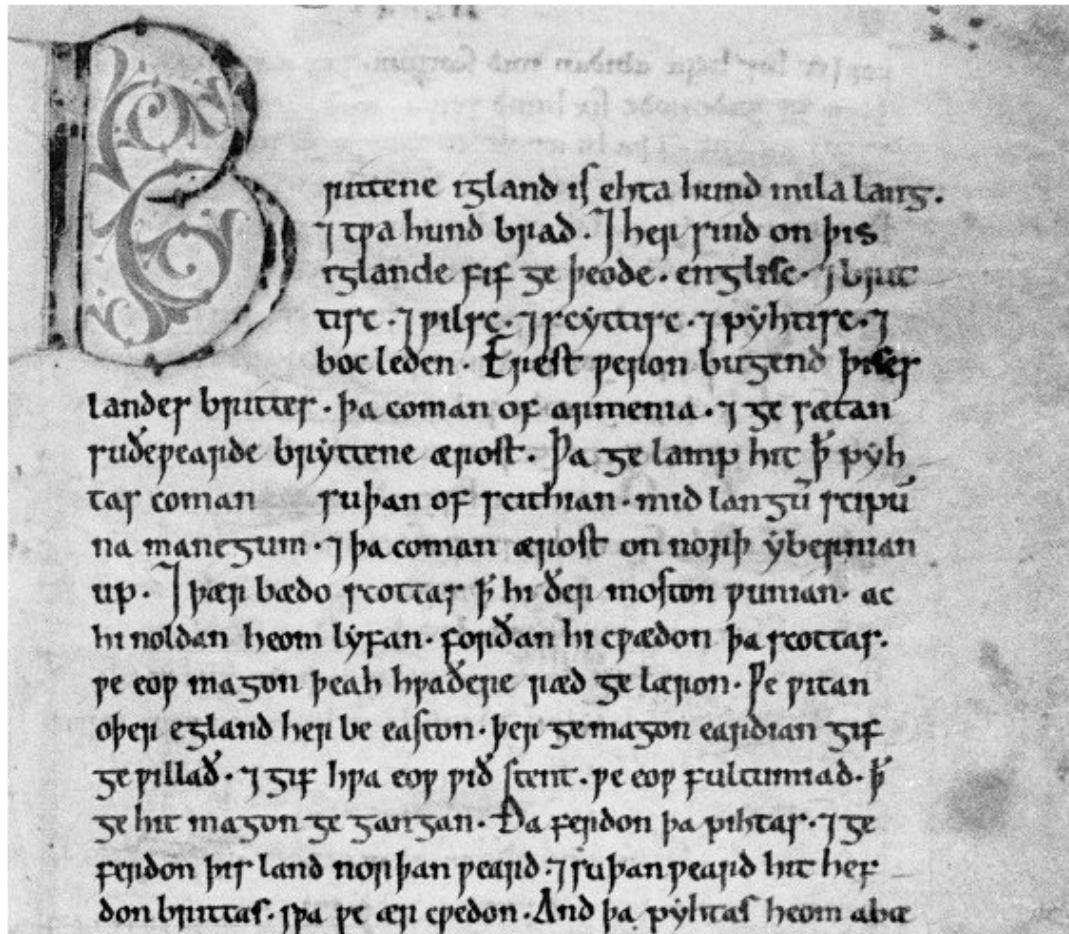 Brittene igland is ehta hund mila lang.
⁊ tƿa hund brad. ⁊ her sind on þis
iglande fif ge þeode. englisc. ⁊ brit
tisc. ⁊ ƿilsc. ⁊ scyttisc. ⁊ pyhtisc. ⁊
boc leden. Erest ƿeron bugend þises
landes brittes. þa coman of armenia. ⁊ ge sætan
suðeƿearde bryttene ærost. Þa ge lamp hit þ̄ pyh
tas coman suþan of scithian. mid langū scipū
na manegum. ⁊ þa coman ærost on norþ ybernian
up. ⁊ þær bædo scottas þ̄ hi ðer moston ƿunian. ac
hi noldan heom lyfan. forðan hi cƿædon þa scottas.
ƿe eoƿ magon þeah hƿaðere ræd ge læron. Ƿe ƿitan
oþer egland her be easton. þer ge magon eardian gif
ge ƿillað. ⁊ gif hƿa eoƿ ƿið stent. ƿe eoƿ fultumiad. þ̄
ge hit magon ge gangan. Ða ferdon þa pihtas. ⁊ ge
ferdon þis land norþan ƿeard. ⁊ suþan ƿeard hit hef
don brittas. sƿa ƿe ær cƿedon. And þa pyhtas heom abæ